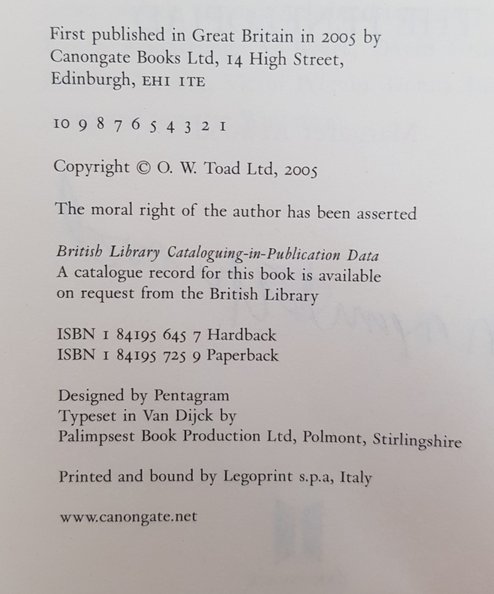 First published in Great Britain in 2005 by
Canongate Books Ltd, 14 High Street,
Edinburgh, EH1 1TE
10 9 8 7 6 5 4 3 2 1
Copyright © O. W. Toad Ltd, 2005
The moral right of the author has been asserted
British Library Cataloguing-in-Publication Data
A catalogue record for this book is available
on request from the British Library
ISBN 1 84195 645 7 Hardback
ISBN 1 84195 725 9 Paperback
Designed by Pentagram
Typeset in Van Dijck by
Palimpsest Book Production Ltd, Polmont, Stirlingshire
Printed and bound by Legoprint s.p.a, Italy
www.canongate.net